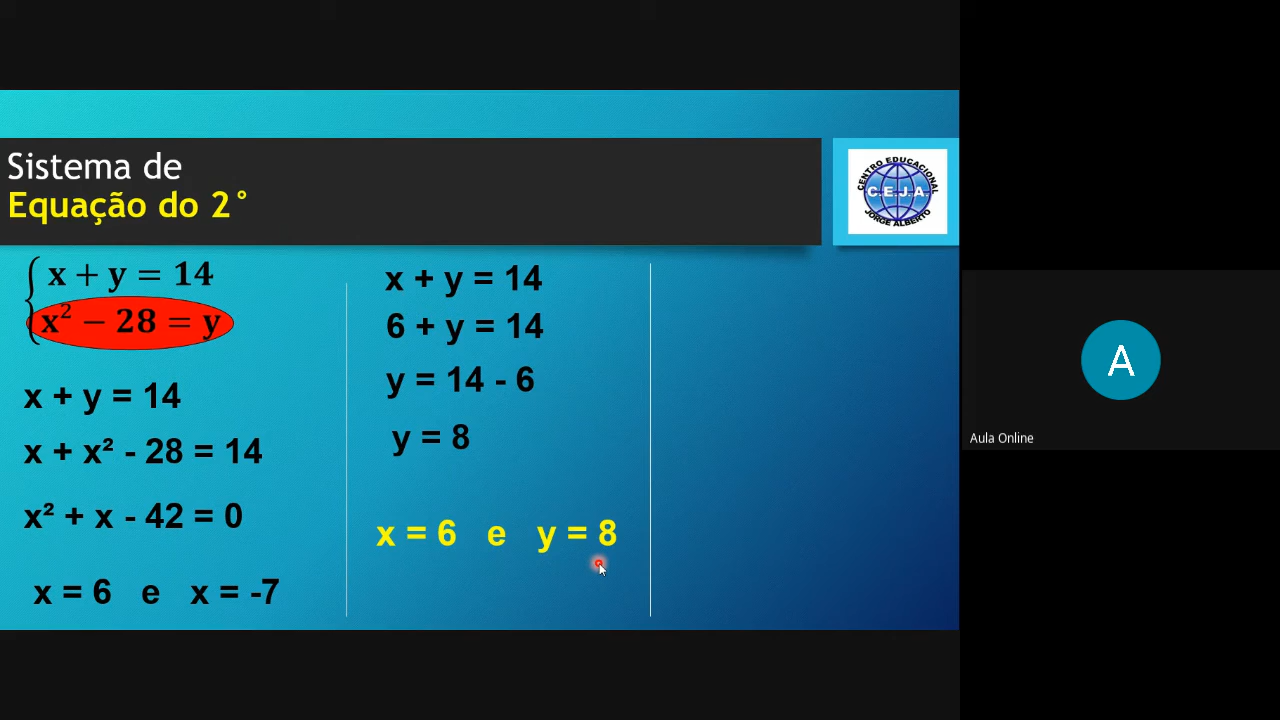 Sistema de
Equação do 2°
CENTRO EDUCACIONAL
C.E.J.A.
JORGE ALBERTO
x + y = 14
x² − 28 = y
x + y = 14
x + x² - 28 = 14
x² + x - 42 = 0
x = 6 e x = -7
x + y = 14
6 + y = 14
y = 14 - 6
y = 8
x = 6 e y = 8
A
Aula Online